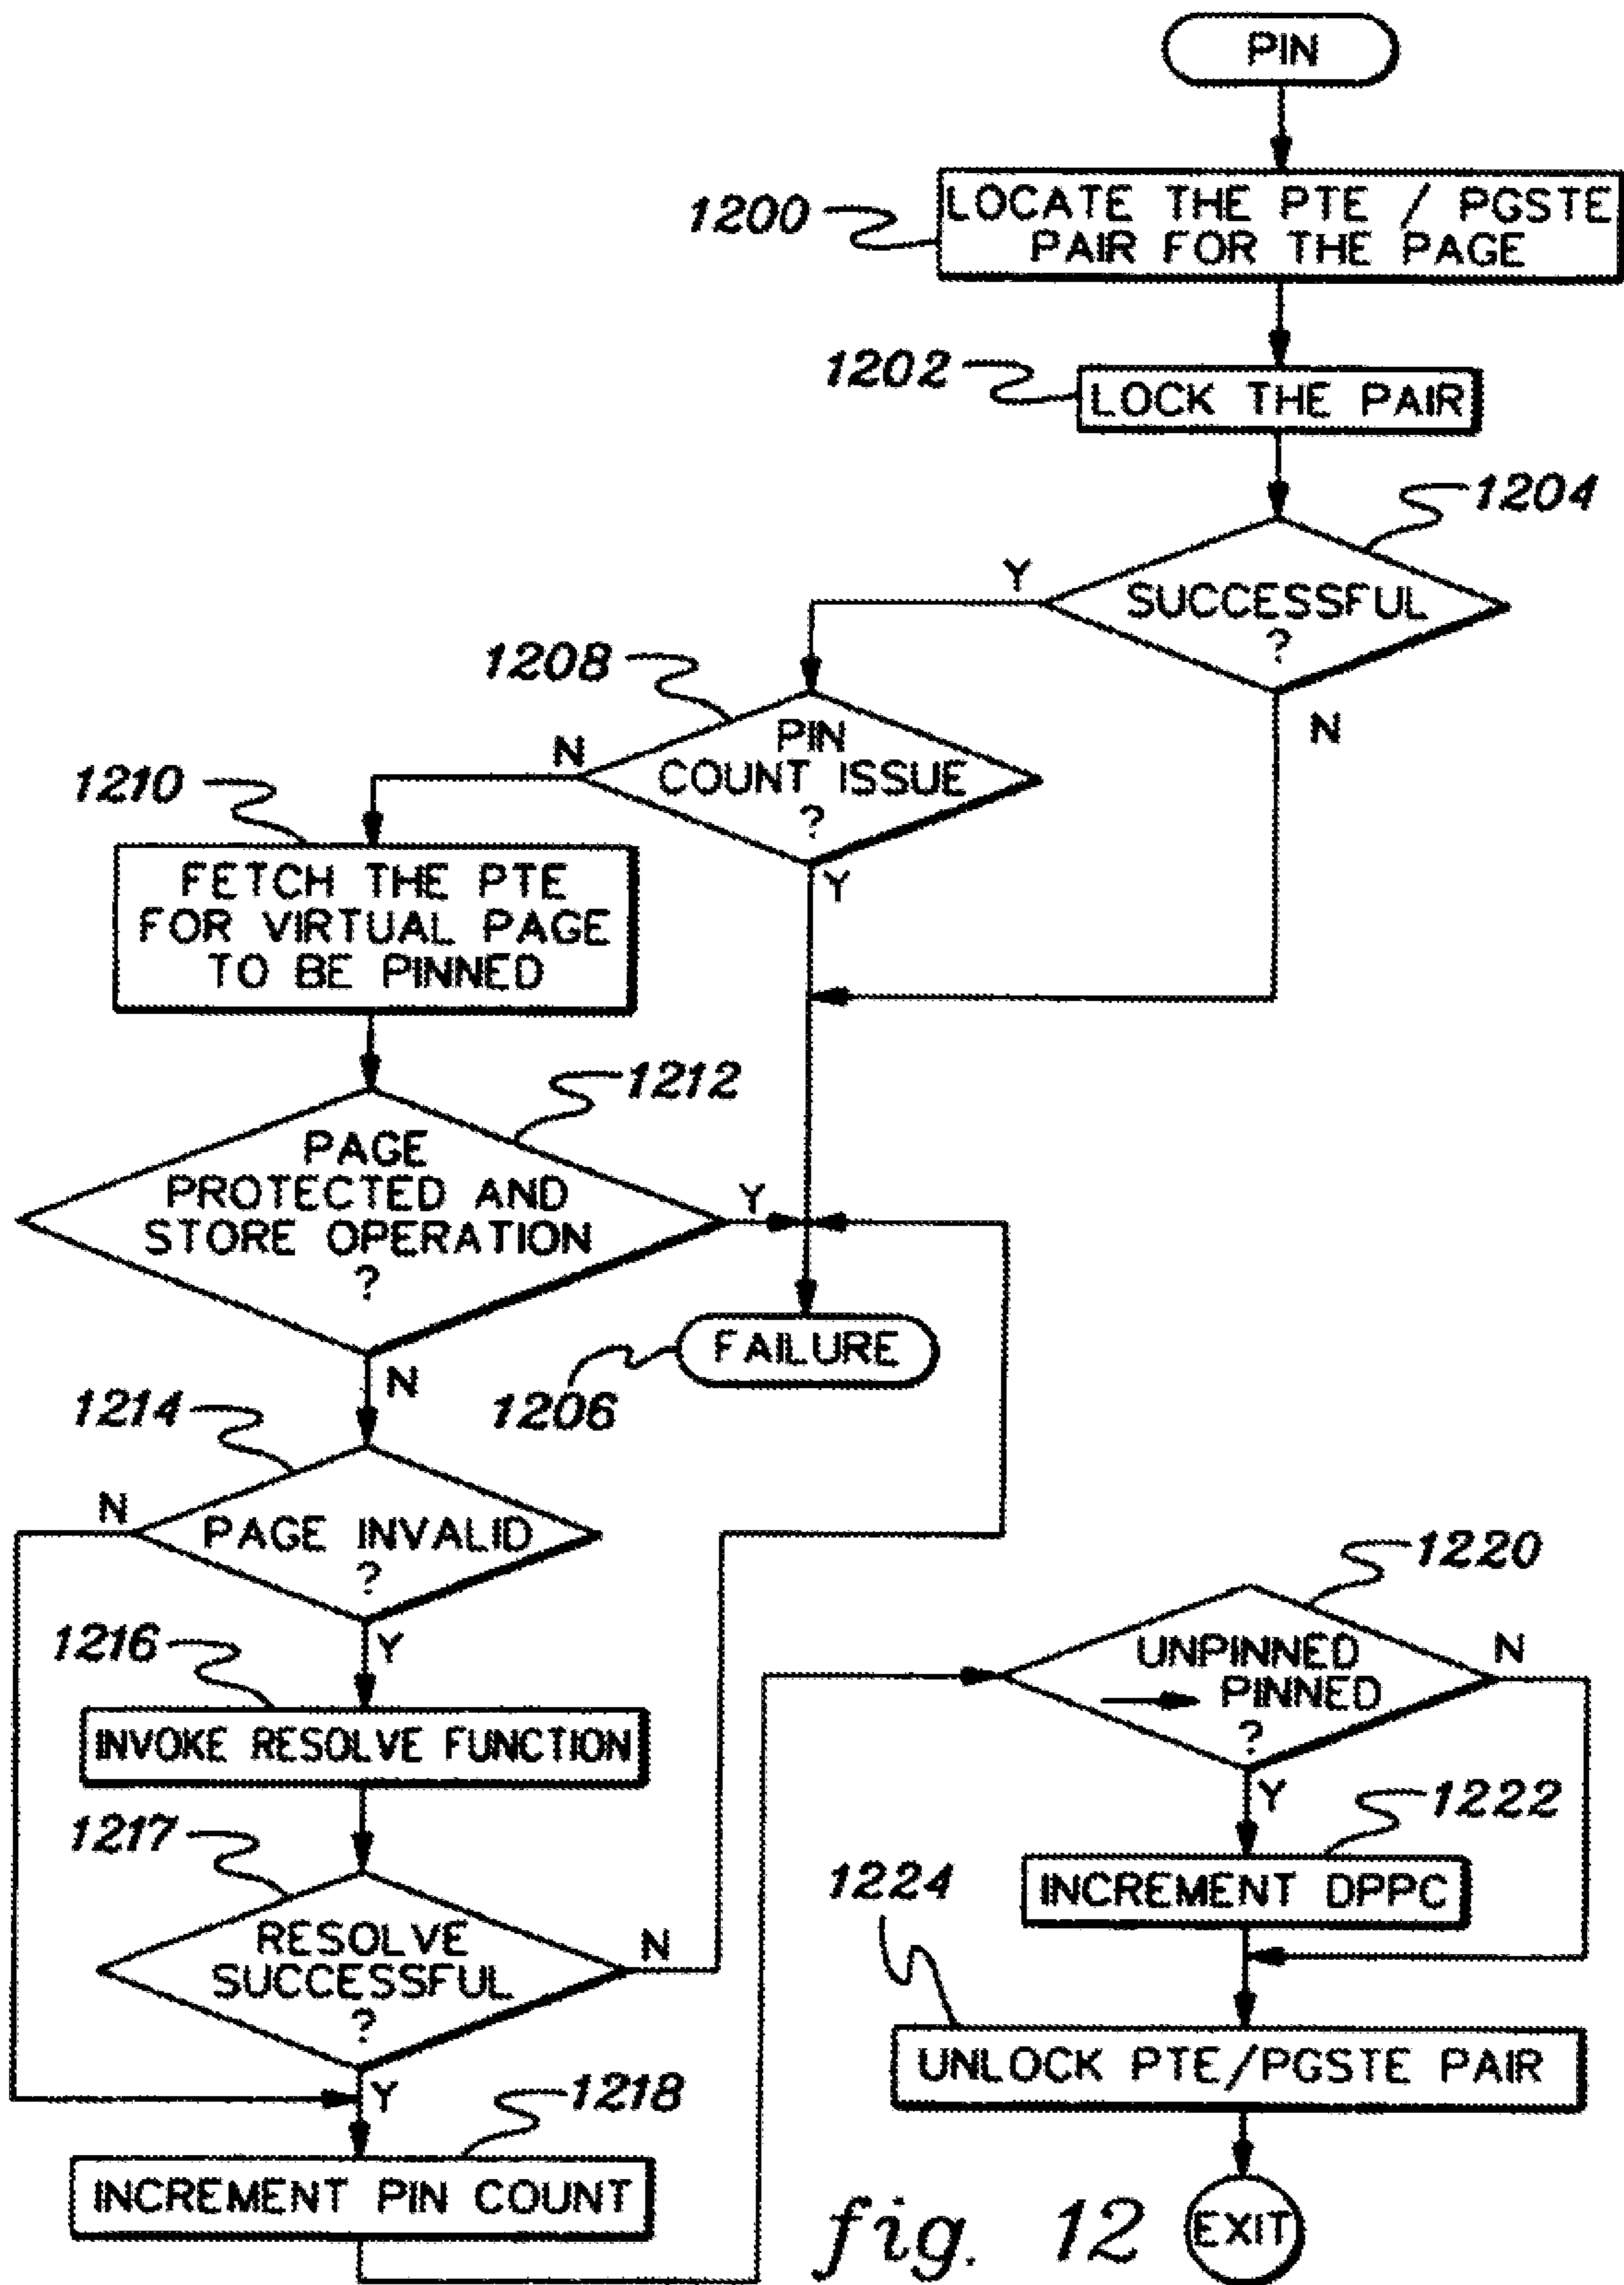 PIN
1200
LOCATE THE PTE / PGSTE
PAIR FOR THE PAGE
1202
LOCK THE PAIR
1204
SUCCESSFUL
?
Y
N
1208
PIN
COUNT ISSUE
?
N
Y
1210
FETCH THE PTE
FOR VIRTUAL PAGE
TO BE PINNED
1212
PAGE
PROTECTED AND
STORE OPERATION
?
Y
N
FAILURE
1206
1214
PAGE INVALID
?
N
Y
1216
INVOKE RESOLVE FUNCTION
1217
RESOLVE
SUCCESSFUL
?
N
Y
1218
INCREMENT PIN COUNT
1220
UNPINNED
→ PINNED
?
N
Y
1222
INCREMENT DPPC
1224
UNLOCK PTE/PGSTE PAIR
EXIT
fig. 12